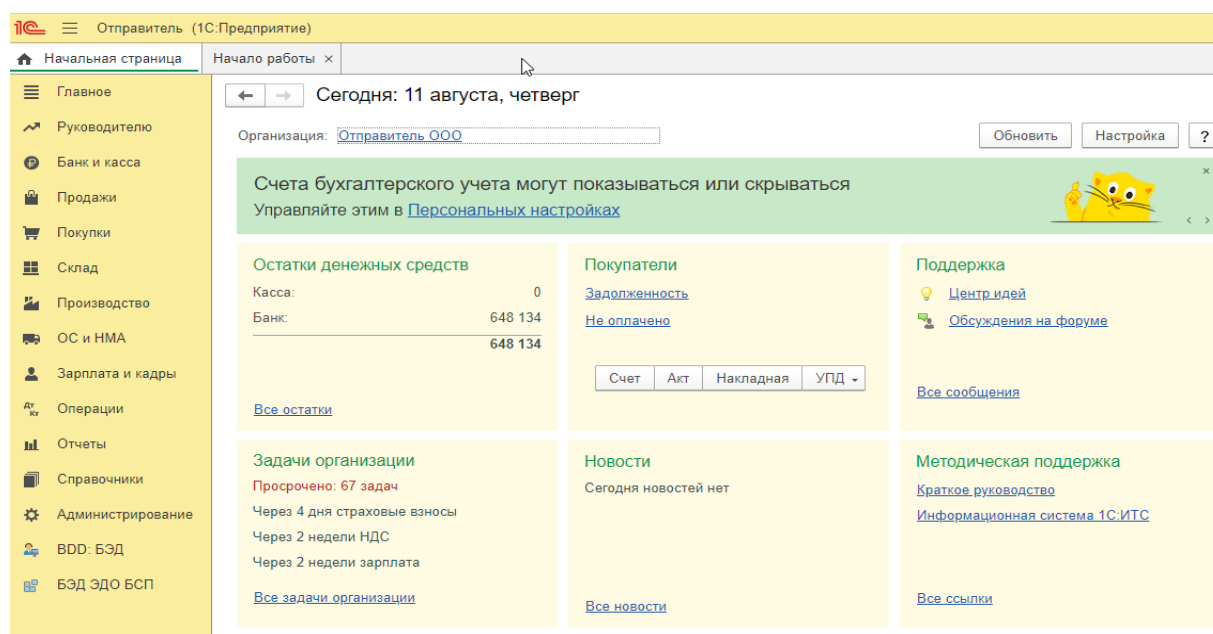 1С Отправитель (1С:Предприятие)
Начальная страница Начало работы ×
Главное
Руководителю
Банк и касса
Продажи
Покупки
Склад
Производство
ОС и НМА
Зарплата и кадры
Дт Кт Операции
Отчеты
Справочники
Администрирование
BDD: БЭД
БЭД ЭДО БСП
Сегодня: 11 августа, четверг
Организация: Отправитель ООО Обновить Настройка ?
Счета бухгалтерского учета могут показываться или скрываться
Управляйте этим в Персональных настройках
Остатки денежных средств
Касса: 0
Банк: 648 134
648 134
Все остатки
Покупатели
Задолженность
Не оплачено
Счет Акт Накладная УПД
Поддержка
Центр идей
Обсуждения на форуме
Все сообщения
Задачи организации
Просрочено: 67 задач
Через 4 дня страховые взносы
Через 2 недели НДС
Через 2 недели зарплата
Все задачи организации
Новости
Сегодня новостей нет
Все новости
Методическая поддержка
Краткое руководство
Информационная система 1С:ИТС
Все ссылки